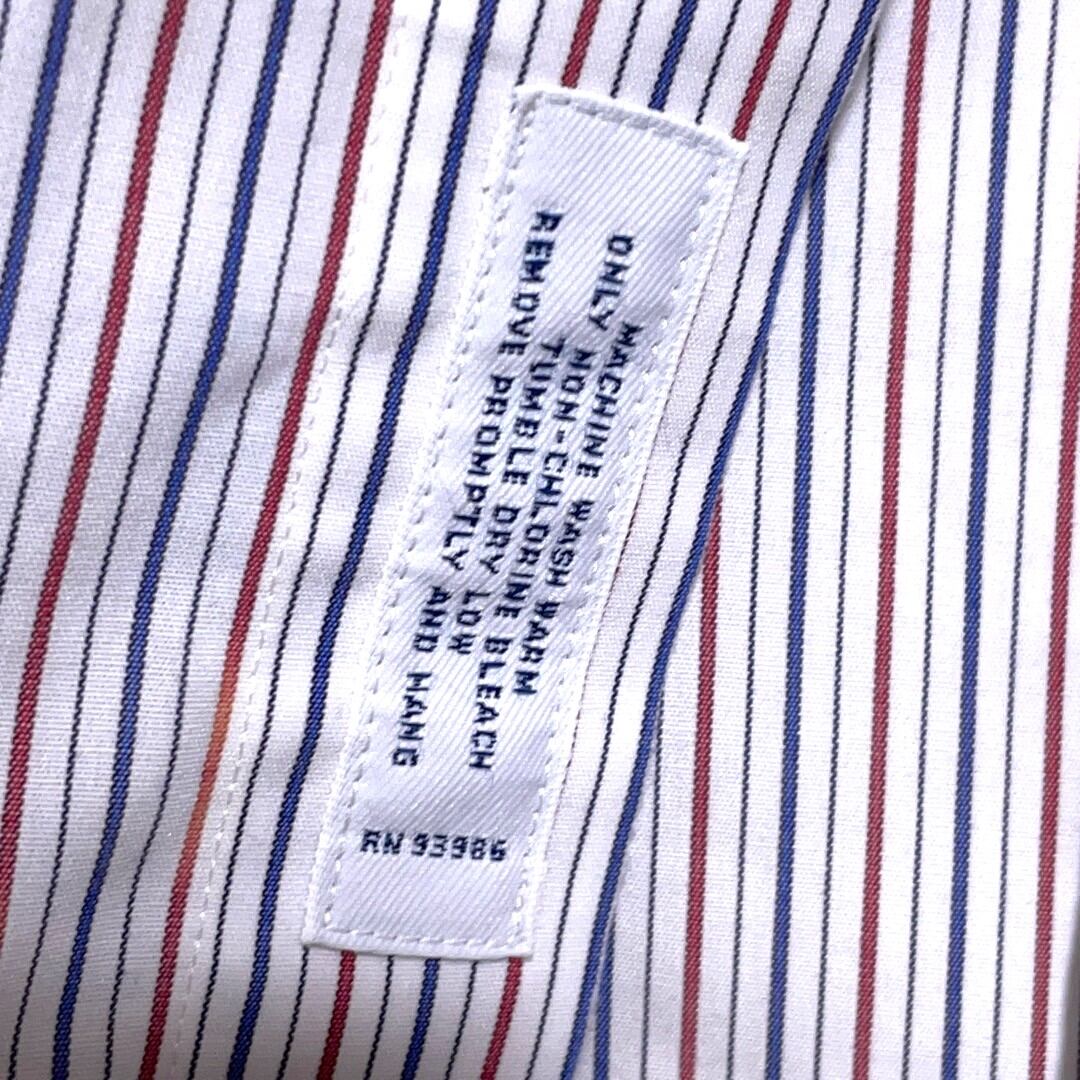 MACHINE WASH WARM
ONLY NON-CHLORINE BLEACH
TUMBLE DRY LOW
REMOVE PROMPTLY AND HANG
RN 93986